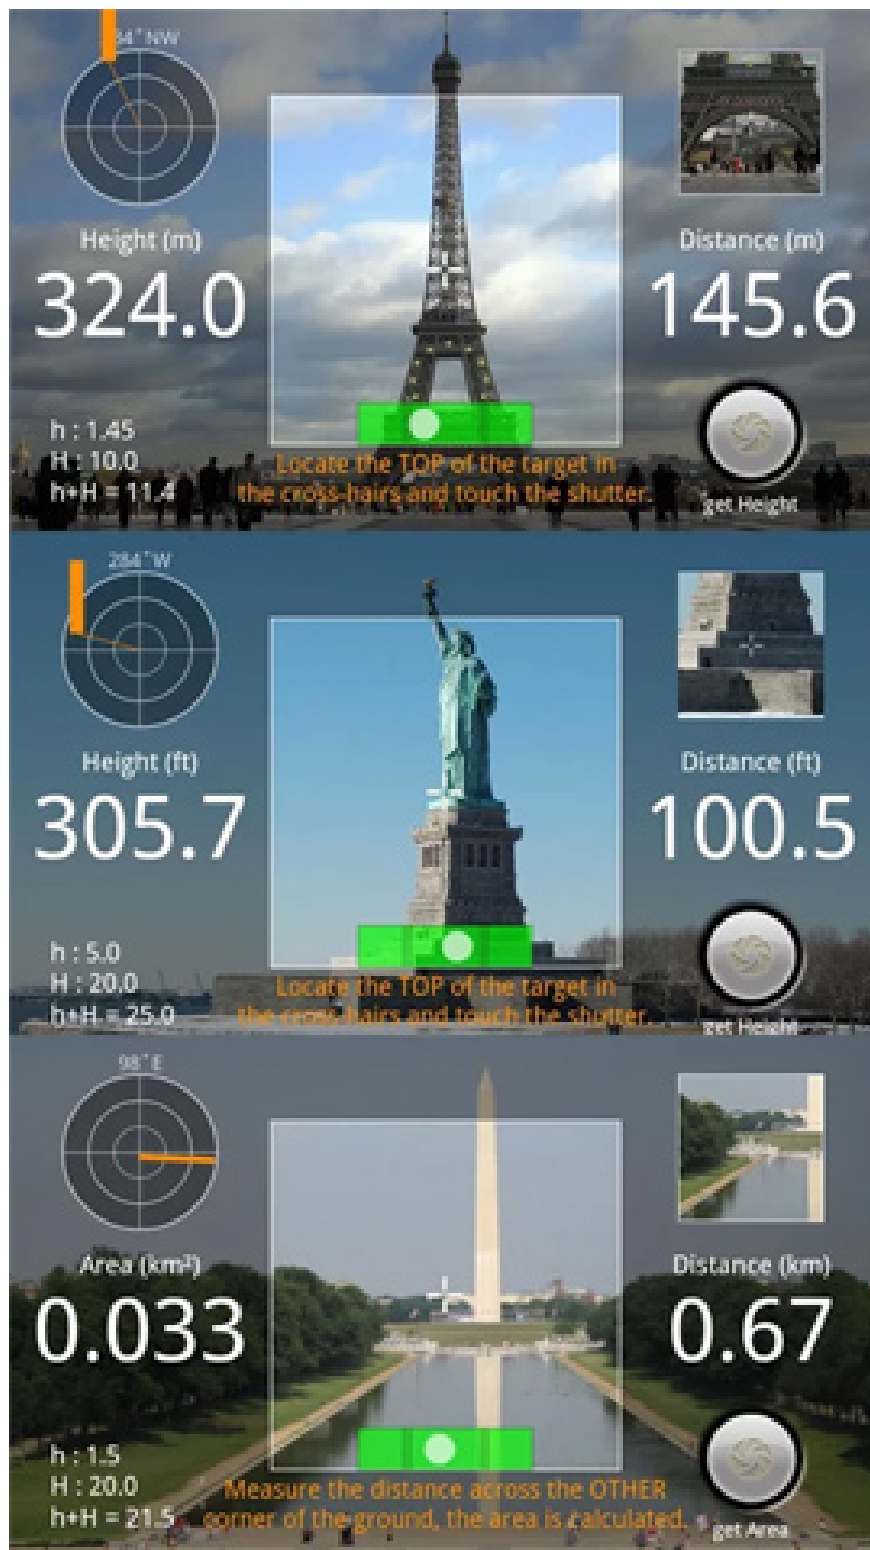 34°NW
Height (m)
324.0
Distance (m)
145.6
h : 1.45
H : 10.0
h+H = 11.4
Locate the TOP of the target in
the cross-hairs and touch the shutter.
get Height
284°W
Height (ft)
305.7
Distance (ft)
100.5
h : 5.0
H : 20.0
h+H = 25.0
Locate the TOP of the target in
the cross-hairs and touch the shutter.
get Height
98°E
Area (km²)
0.033
Distance (km)
0.67
h : 1.5
H : 20.0
h+H = 21.5
Measure the distance across the OTHER
corner of the ground, the area is calculated.
get Area